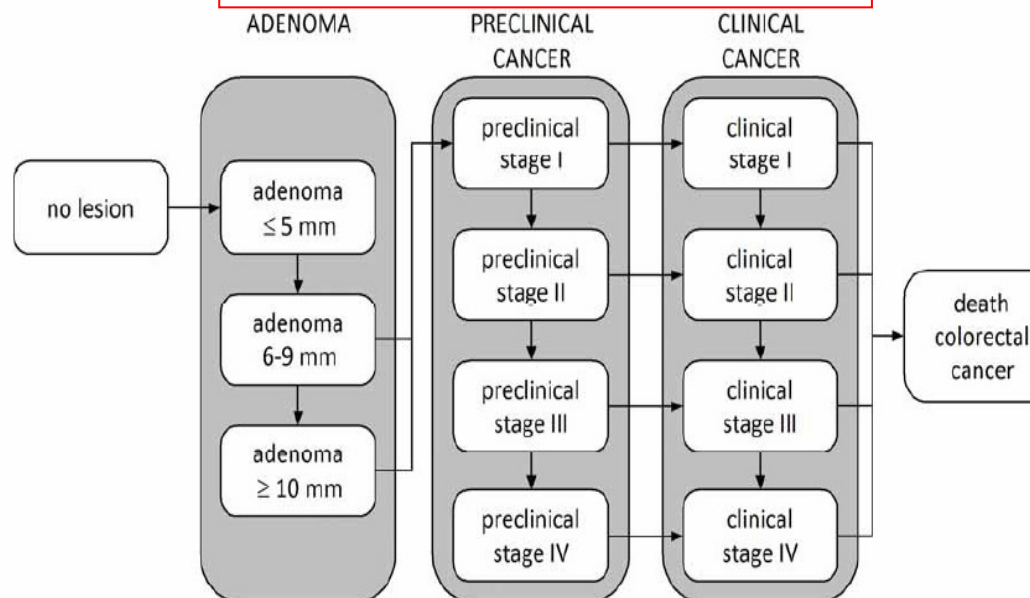 ADENOMA
PRECLINICAL
CANCER
CLINICAL
CANCER
no lesion
adenoma
≤ 5 mm
adenoma
6-9 mm
adenoma
≥ 10 mm
preclinical
stage I
preclinical
stage II
preclinical
stage III
preclinical
stage IV
clinical
stage I
clinical
stage II
clinical
stage III
clinical
stage IV
death
colorectal
cancer